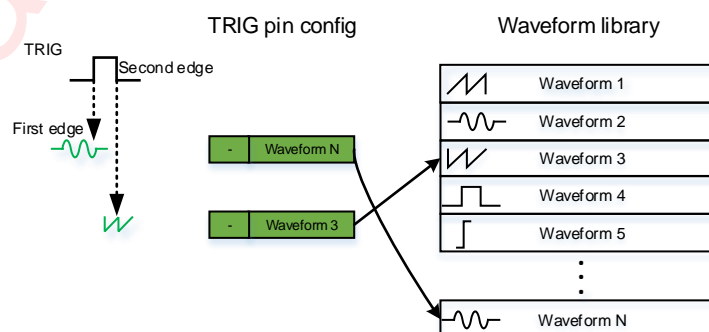 TRIG pin config
Waveform library
TRIG
Second edge
First edge
- Waveform N
- Waveform 3
Waveform 1
Waveform 2
Waveform 3
Waveform 4
Waveform 5
Waveform N